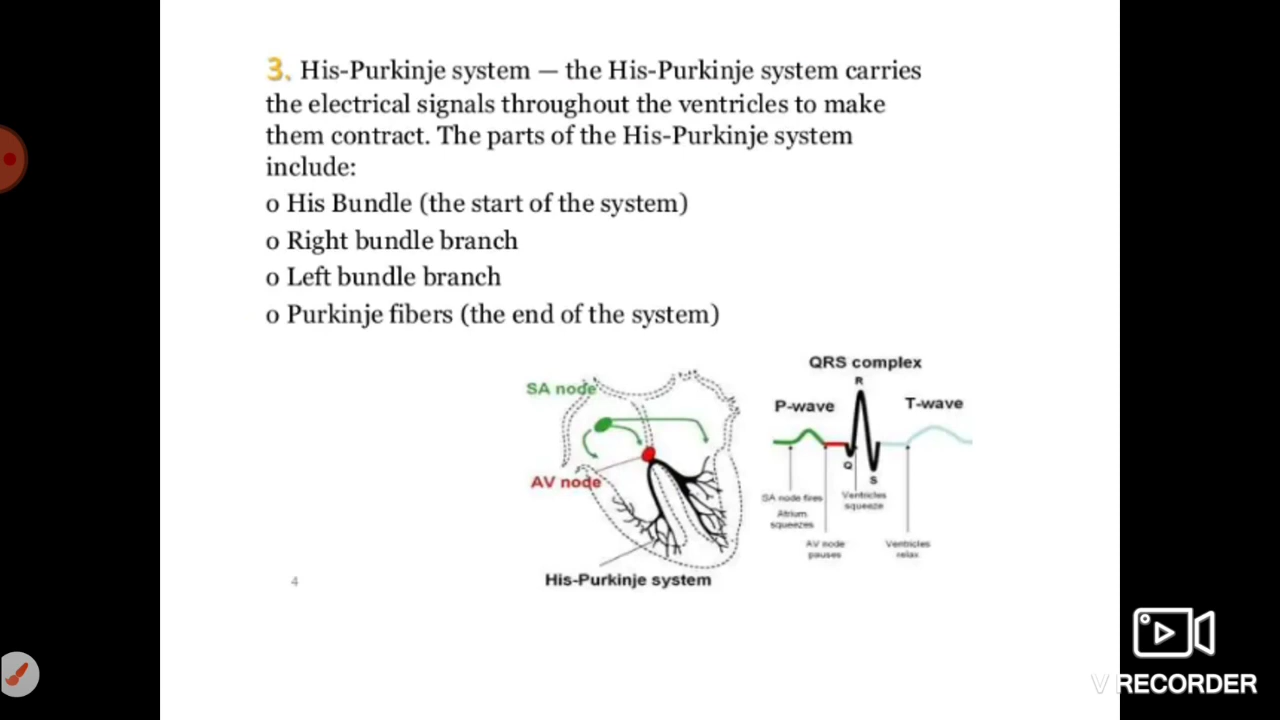 3. His-Purkinje system — the His-Purkinje system carries
the electrical signals throughout the ventricles to make
them contract. The parts of the His-Purkinje system
include:
o His Bundle (the start of the system)
o Right bundle branch
o Left bundle branch
o Purkinje fibers (the end of the system)
SA node
AV node
His-Purkinje system
QRS complex
R
P-wave
T-wave
Q
S
SA node fires
Atrium
squeezes
Ventricles
squeeze
AV node
pauses
Ventricles
relax
4
V RECORDER